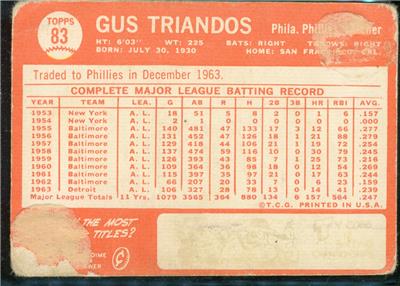 TOPPS
83
GUS TRIANDOS Phila. Phillies
HT: 6'03" WT: 225 BATS: RIGHT THROWS: RIGHT
BORN: JULY 30, 1930 HOME: SAN FRANCISCO, CAL.
Traded to Phillies in December 1963.
COMPLETE MAJOR LEAGUE BATTING RECORD
YEAR TEAM LEA. G AB R H 2B 3B HR RBI AVG.
1953 New York A. L. 18 51 5 8 2 0 1 6 .157
1954 New York A. L. 2 1 0 0 0 0 0 0 .000
1955 Baltimore A. L. 140 481 47 133 17 3 12 66 .277
1956 Baltimore A. L. 131 452 47 126 18 1 21 88 .279
1957 Baltimore A. L. 129 418 44 106 21 1 19 72
1958 Baltimore A. L. 137 474 59 116 10 0 30 79 .245
1959 Baltimore A. L. 126 393 43 85 7 1 25 73 .216
1960 Baltimore A. L. 109 364 36 98 18 0 12 54 .269
1961 Baltimore A. L. 115 397 35 97 21 0 17 63 .244
1962 Baltimore A. L. 66 207 20 33 7 0 6 23 .159
1963 Detroit A. L. 106 327 28 78 13 0 14 41 .239
Major League Totals 11 Yrs. 1079 3565 364 880 134 6 157 564 .247
© T.C.G. PRINTED IN U.S.A.
THE MOST
TITLES?
DIME